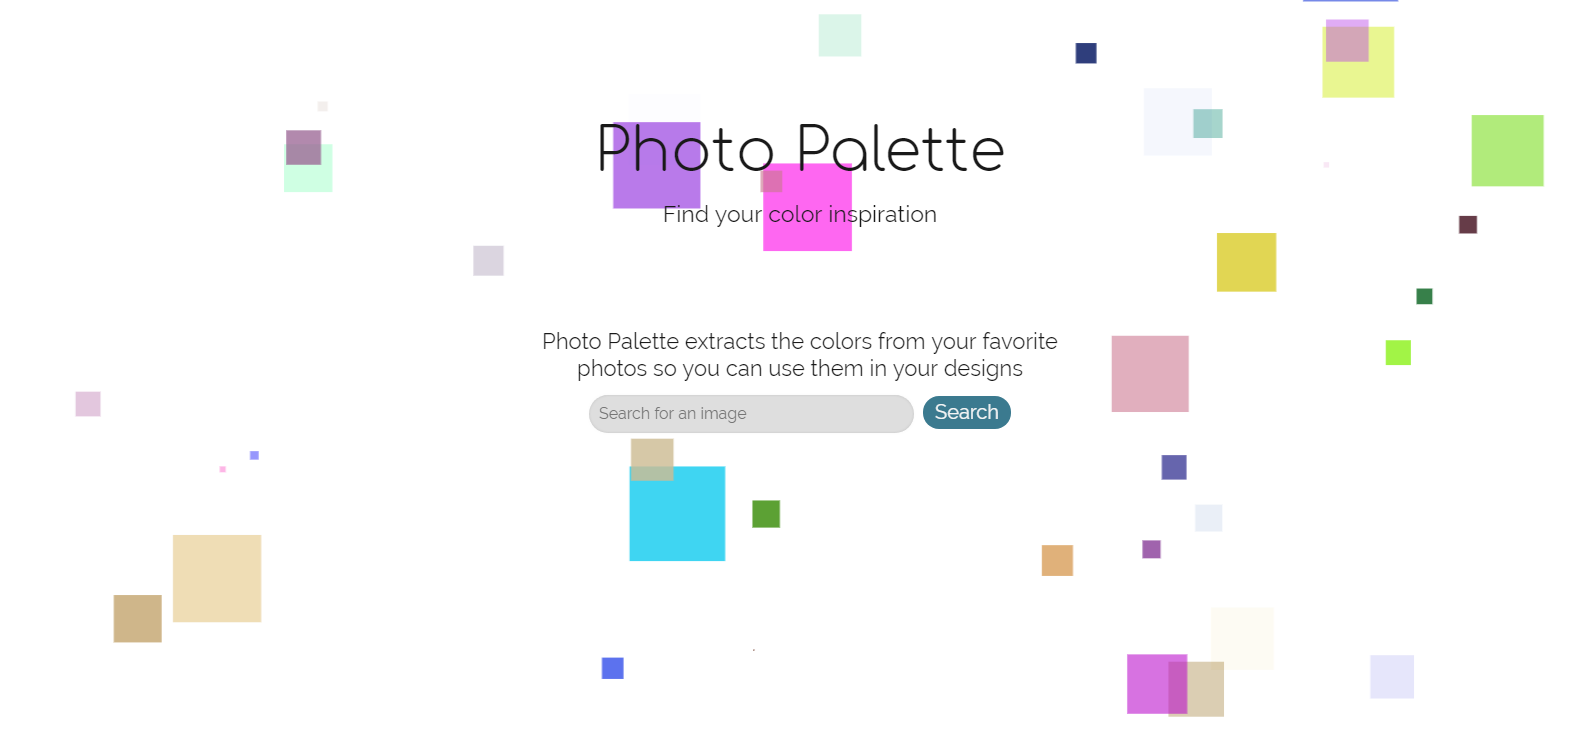 Photo Palette
Find your color inspiration
Photo Palette extracts the colors from your favorite
photos so you can use them in your designs
Search for an image
Search